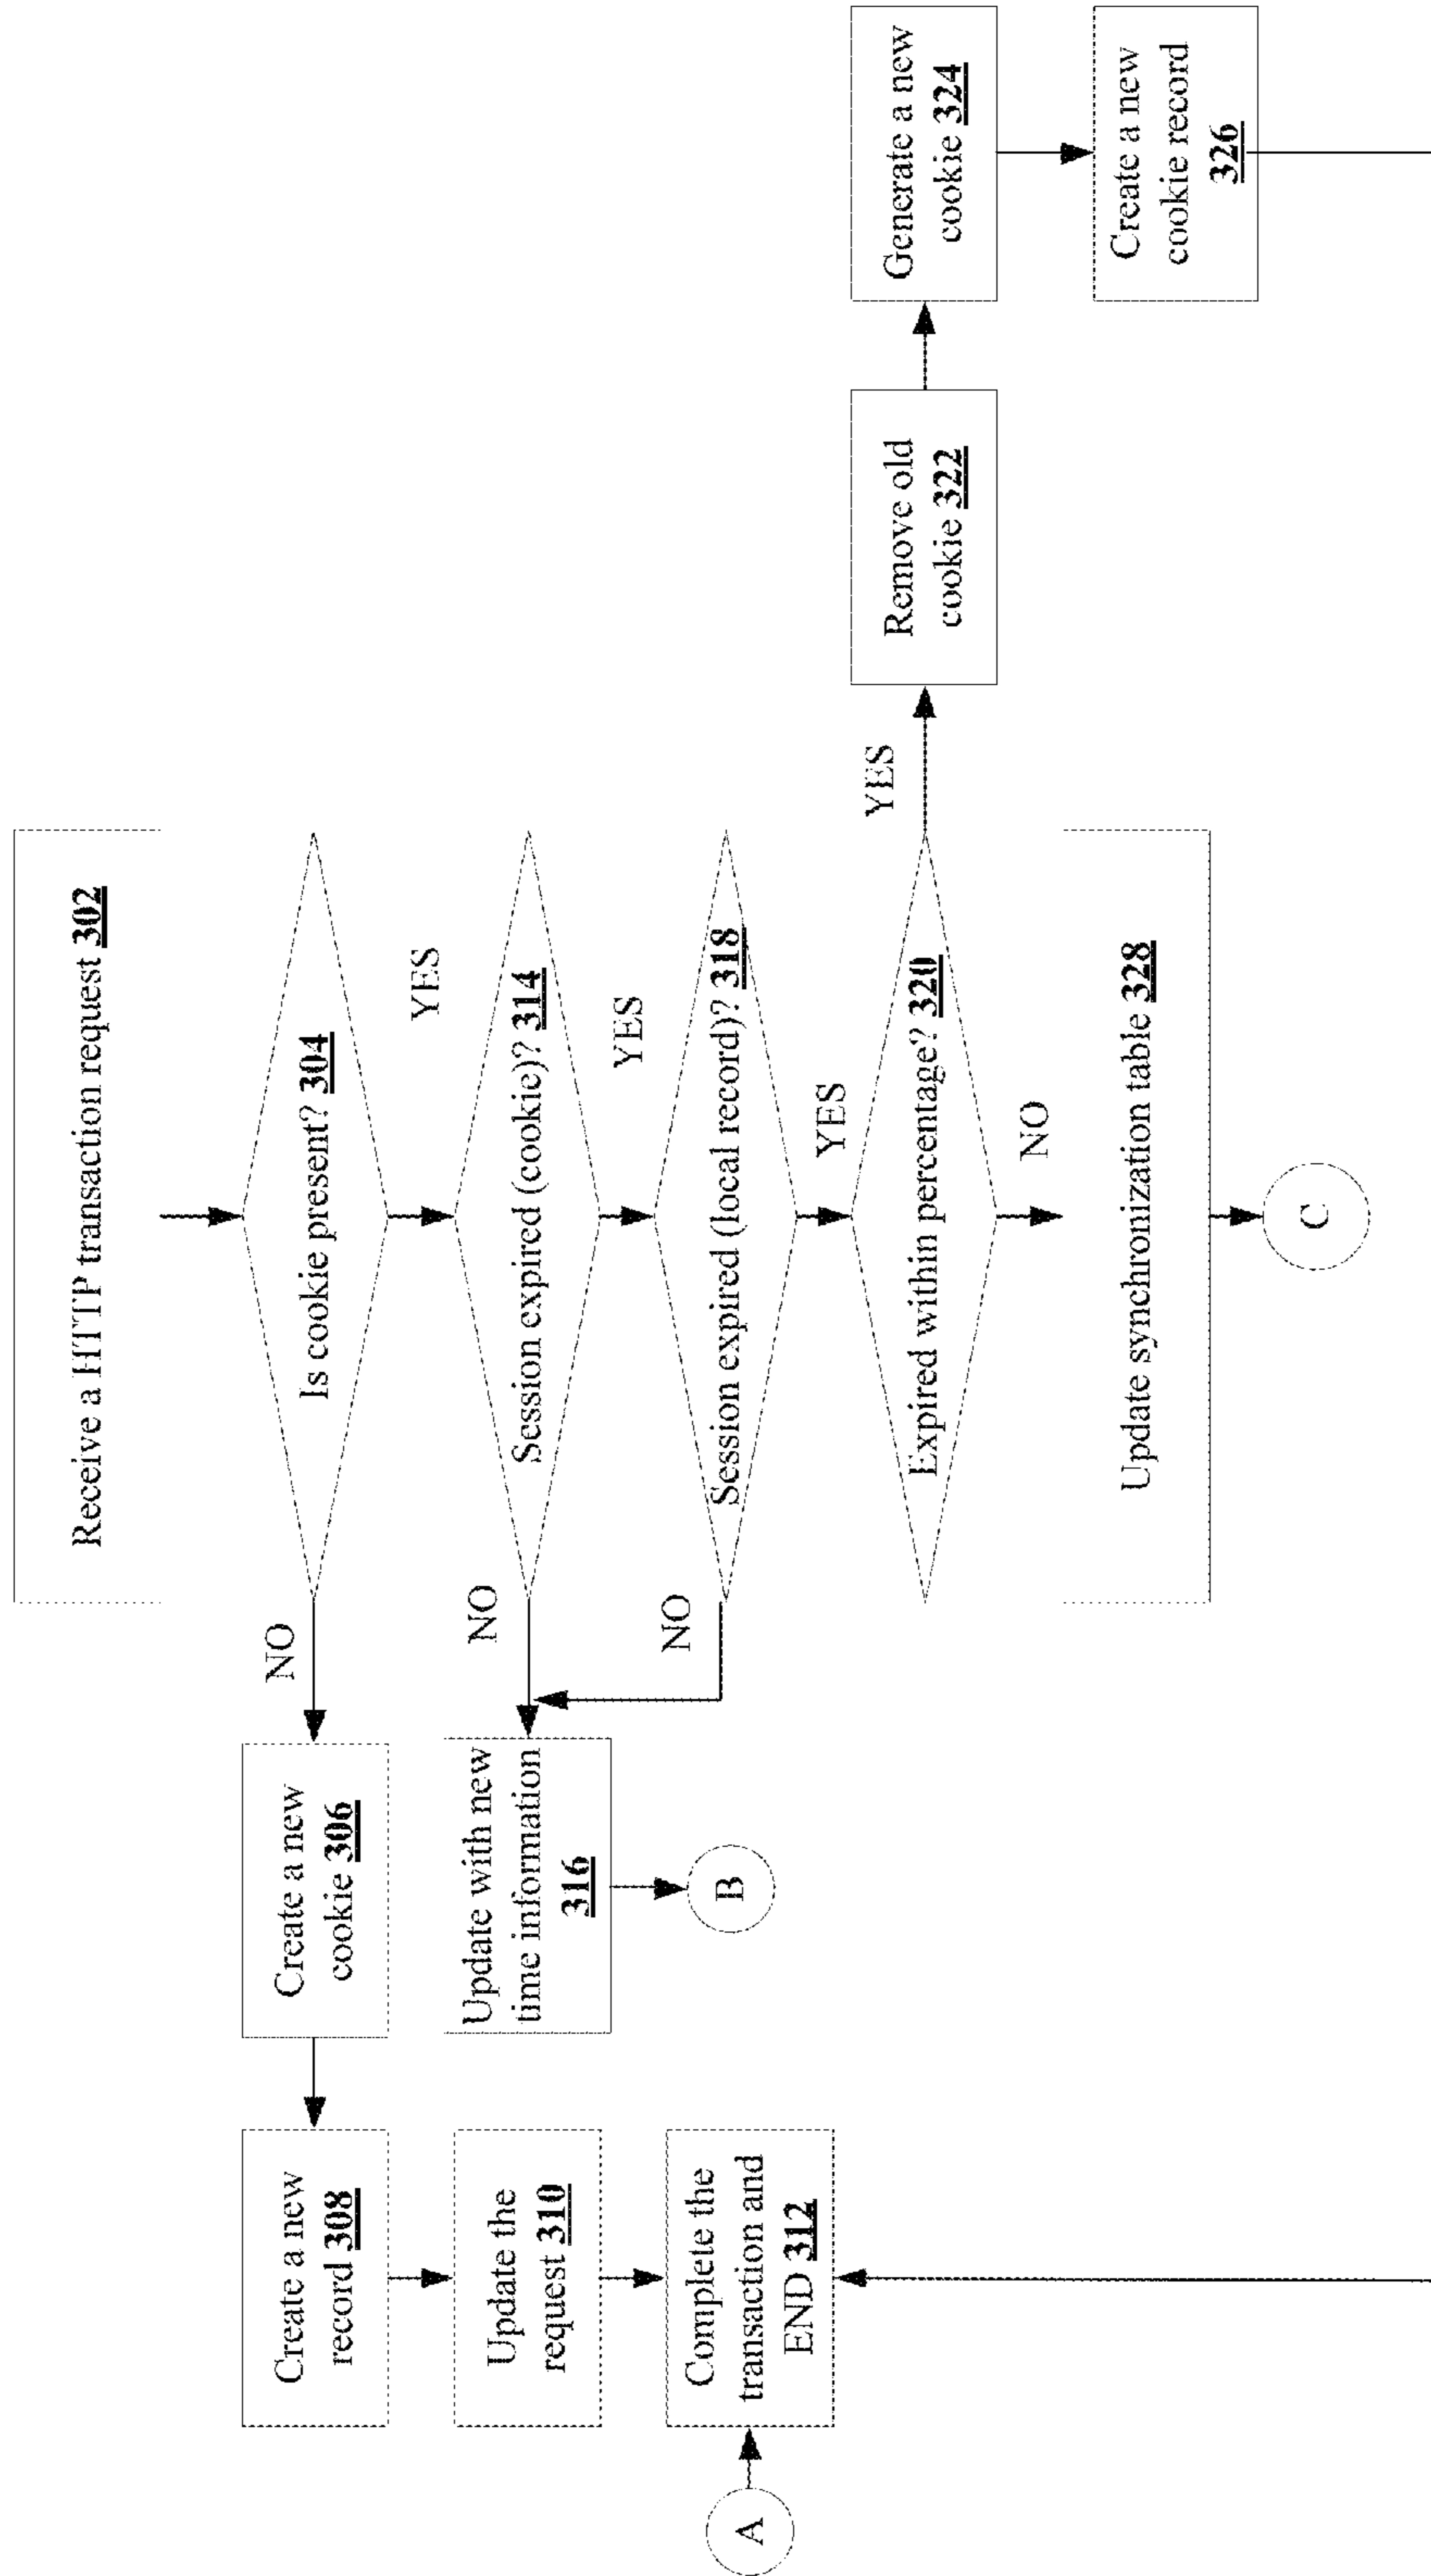 Receive a HTTP transaction request 302
Is cookie present? 304
NO
YES
Create a new
cookie 306
Create a new
record 308
Update the
request 310
Complete the
transaction and
END 312
A
Session expired (cookie)? 314
NO
YES
Update with new
time information
316
B
Session expired (local record)? 318
NO
YES
Expired within percentage? 320
YES
NO
Remove old
cookie 322
Generate a new
cookie 324
Create a new
cookie record
326
Update synchronization table 328
C